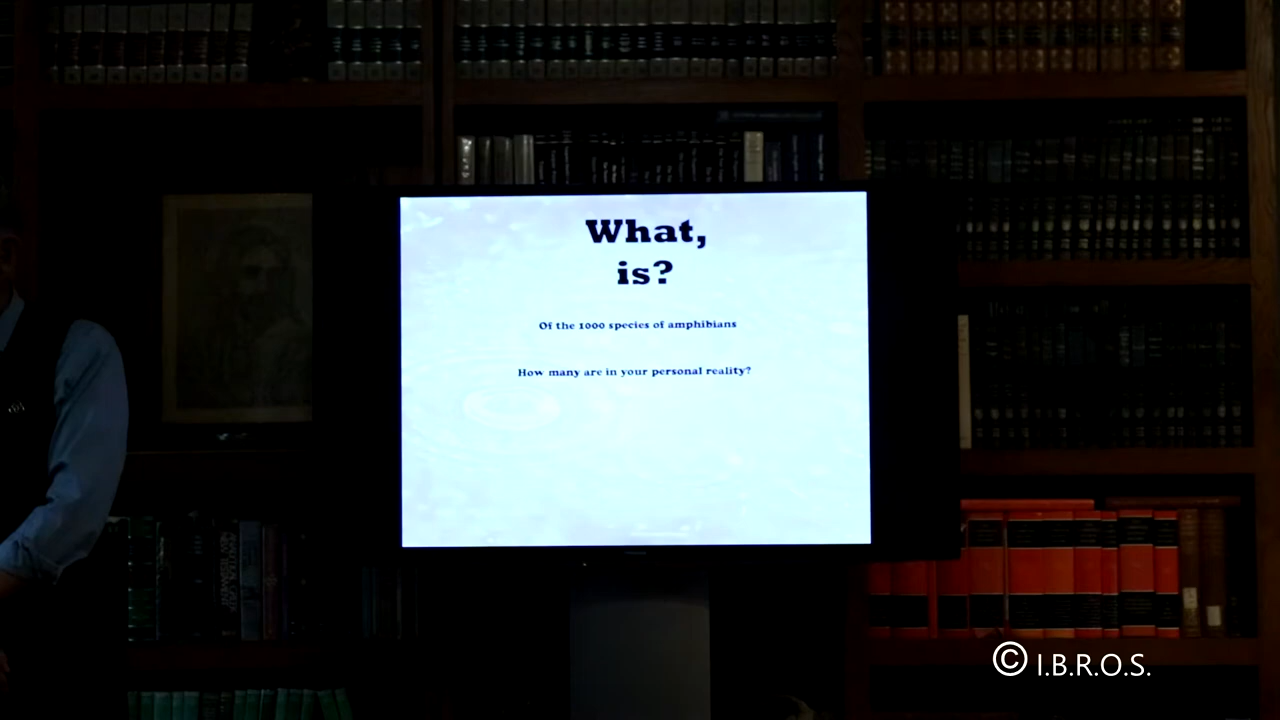 What,
is?
Of the 1000 species of amphibians
How many are in your personal reality?
© I.B.R.O.S.